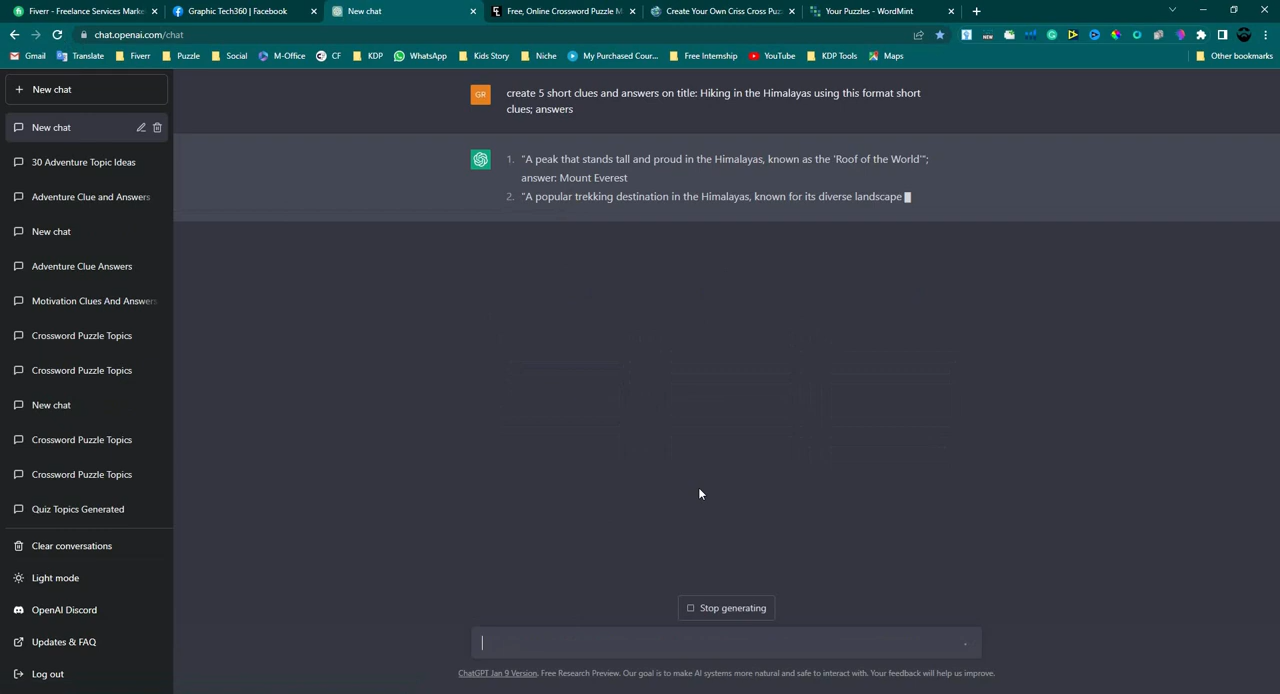 Fiverr - Freelance Services Marke
Graphic Tech360 | Facebook
New chat
Free, Online Crossword Puzzle M
Create Your Own Criss Cross Puz
Your Puzzles - WordMint
chat.openai.com/chat
Gmail
Translate
Fiverr
Puzzle
Social
M-Office
CF
KDP
WhatsApp
Kids Story
Niche
My Purchased Cour...
Free Internship
YouTube
KDP Tools
Maps
Other bookmarks
New chat
New chat
30 Adventure Topic Ideas
Adventure Clue and Answers
New chat
Adventure Clue Answers
Motivation Clues And Answers
Crossword Puzzle Topics
Crossword Puzzle Topics
New chat
Crossword Puzzle Topics
Crossword Puzzle Topics
Quiz Topics Generated
Clear conversations
Light mode
OpenAI Discord
Updates & FAQ
Log out
GR
create 5 short clues and answers on title: Hiking in the Himalayas using this format short
clues; answers
1. "A peak that stands tall and proud in the Himalayas, known as the 'Roof of the World'";
answer: Mount Everest
2. "A popular trekking destination in the Himalayas, known for its diverse landscape
Stop generating
ChatGPT Jan 9 Version. Free Research Preview. Our goal is to make AI systems more natural and safe to interact with. Your feedback will help us improve.